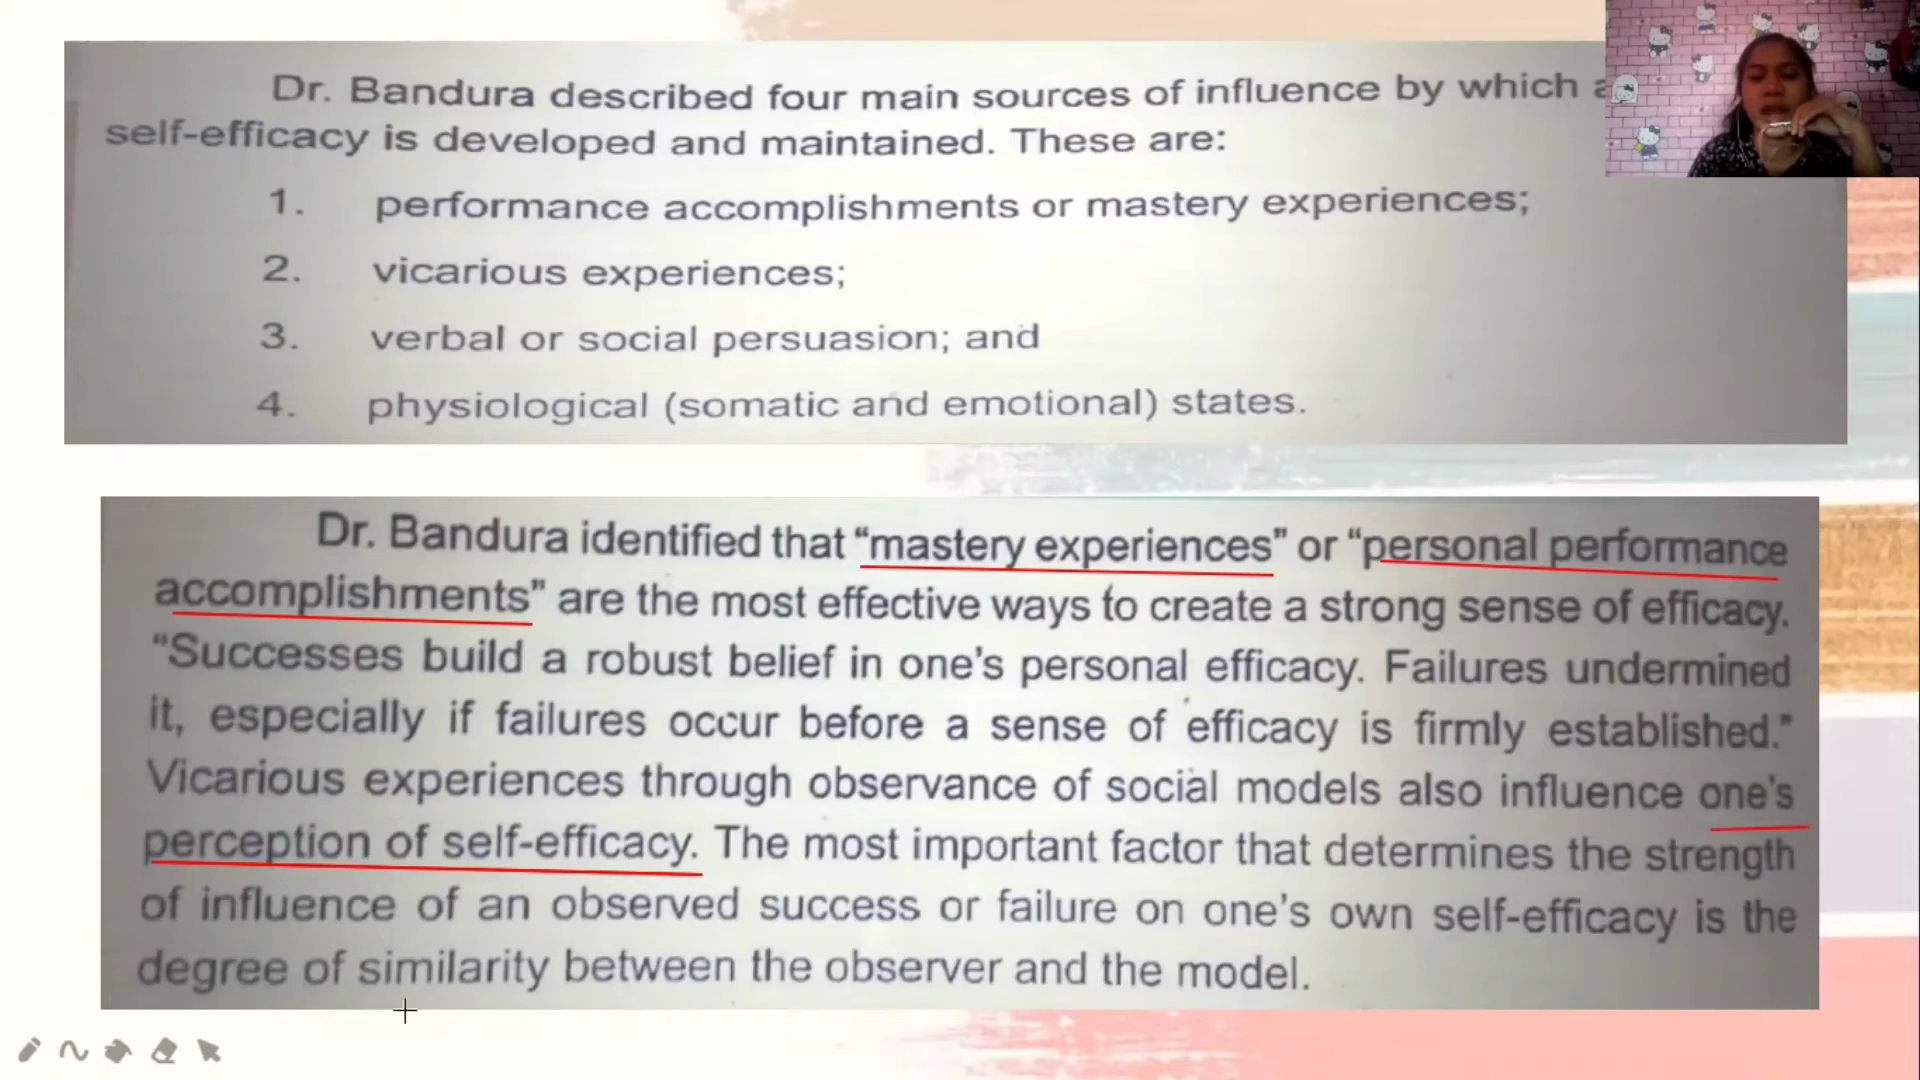 Dr. Bandura described four main sources of influence by which
self-efficacy is developed and maintained. These are:
1. performance accomplishments or mastery experiences;
2. vicarious experiences;
3. verbal or social persuasion; and
4. physiological (somatic and emotional) states.
Dr. Bandura identified that “mastery experiences” or “personal performance
accomplishments” are the most effective ways to create a strong sense of efficacy.
“Successes build a robust belief in one’s personal efficacy. Failures undermined
it, especially if failures occur before a sense of efficacy is firmly established.”
Vicarious experiences through observance of social models also influence one's
perception of self-efficacy. The most important factor that determines the strength
of influence of an observed success or failure on one’s own self-efficacy is the
degree of similarity between the observer and the model.